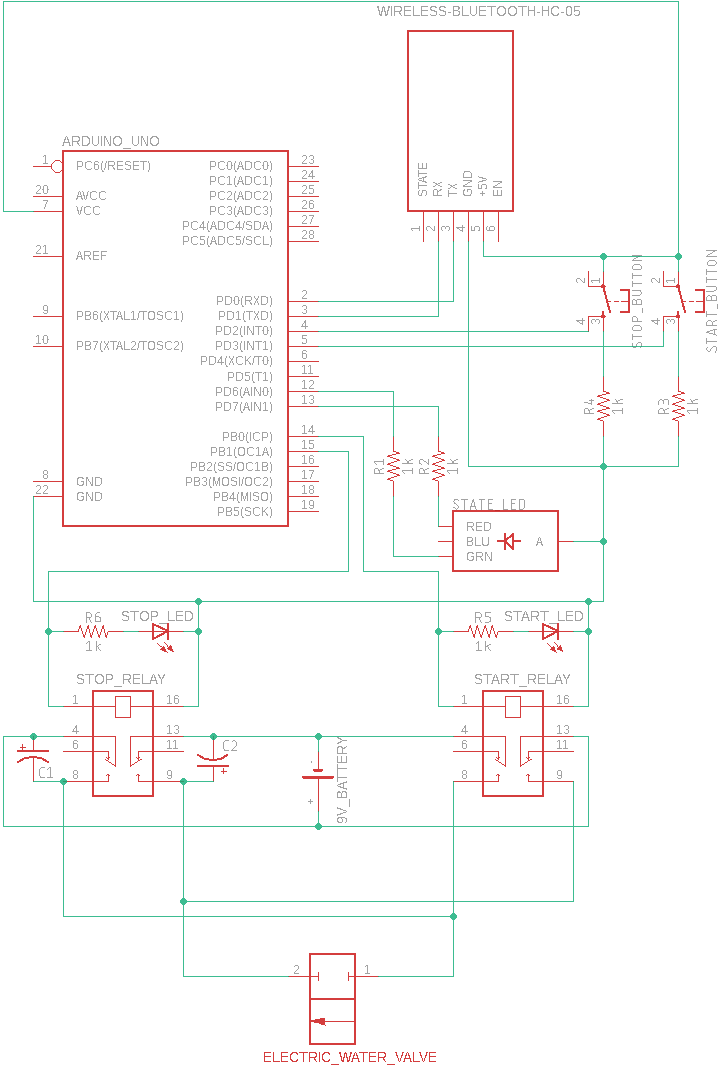 WIRELESS-BLUETOOTH-HC-05
STATE
RX
TX
GND
+5V
EN
1
2
3
4
5
6
ARDUINO_UNO
1 PC6(/RESET)
20 AVCC
7 VCC
21 AREF
9 PB6(XTAL1/TOSC1)
10 PB7(XTAL2/TOSC2)
8 GND
22 GND
PC0(ADC0) 23
PC1(ADC1) 24
PC2(ADC2) 25
PC3(ADC3) 26
PC4(ADC4/SDA) 27
PC5(ADC5/SCL) 28
PD0(RXD) 2
PD1(TXD) 3
PD2(INT0) 4
PD3(INT1) 5
PD4(XCK/T0) 6
PD5(T1) 11
PD6(AIN0) 12
PD7(AIN1) 13
PB0(ICP) 14
PB1(OC1A) 15
PB2(SS/OC1B) 16
PB3(MOSI/OC2) 17
PB4(MISO) 18
PB5(SCK) 19
2 1
4 3
STOP_BUTTON
2 1
4 3
START_BUTTON
R4 1k
R3 1k
R1 1k
R2 1k
STATE_LED
RED
BLU A
GRN
R6 STOP_LED
1k
R5 START_LED
1k
STOP_RELAY
1 16
4 13
6 11
8 9
C1
C2
9V_BATTERY
- 
+
START_RELAY
1 16
4 13
6 11
8 9
2 1
ELECTRIC_WATER_VALVE